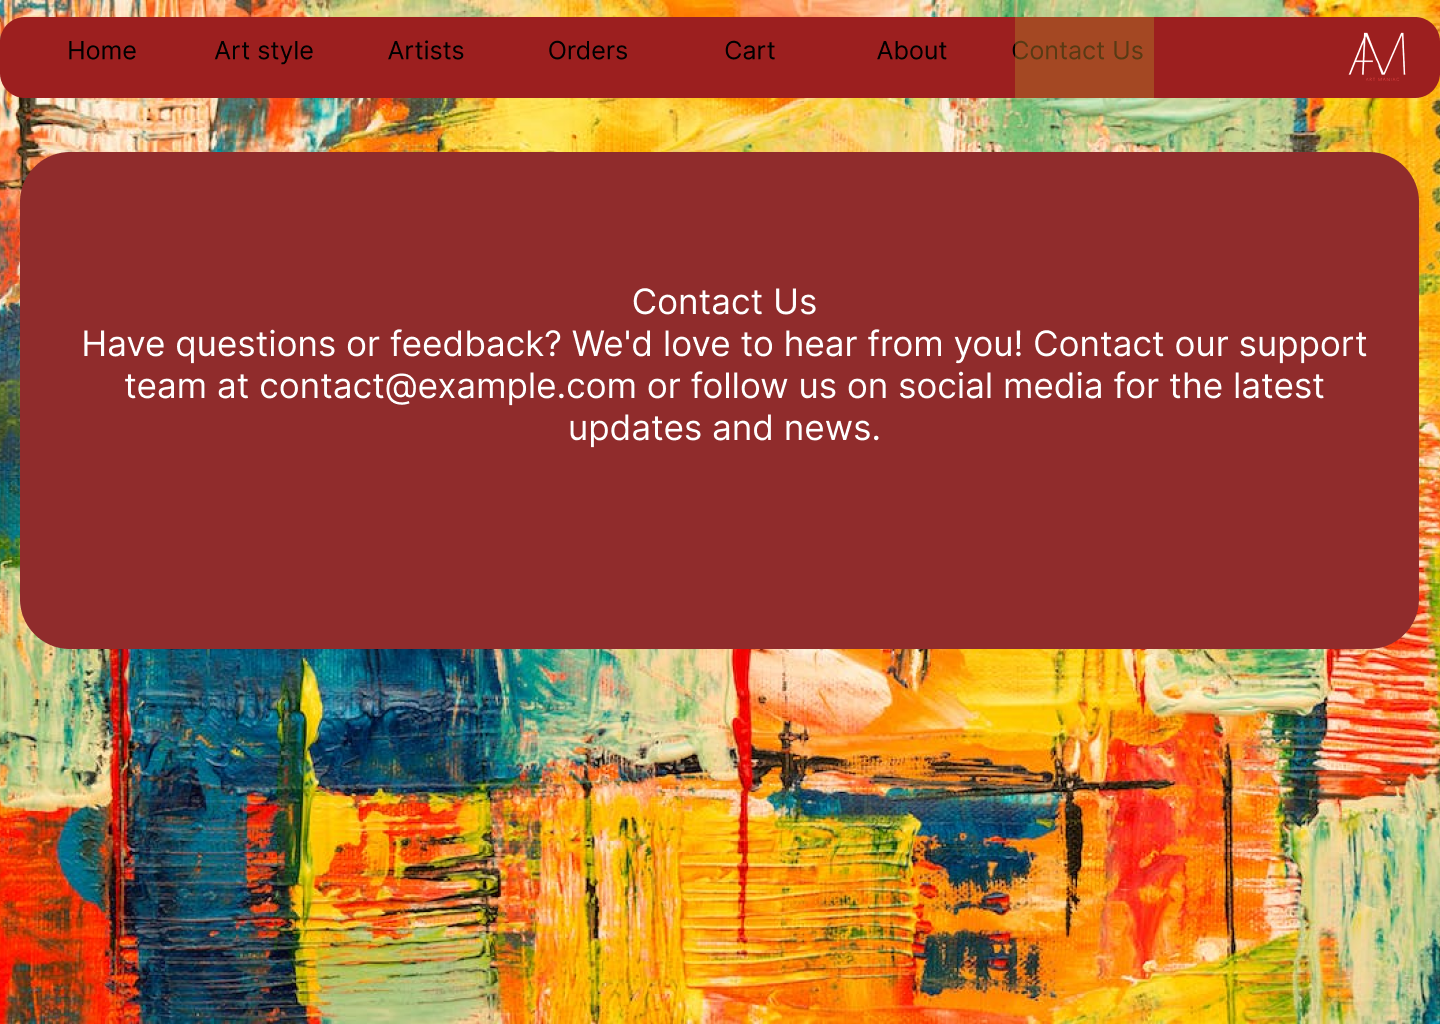 Home Art style Artists Orders Cart About Contact Us
AM
Contact Us
Have questions or feedback? We'd love to hear from you! Contact our support
team at contact@example.com or follow us on social media for the latest
updates and news.